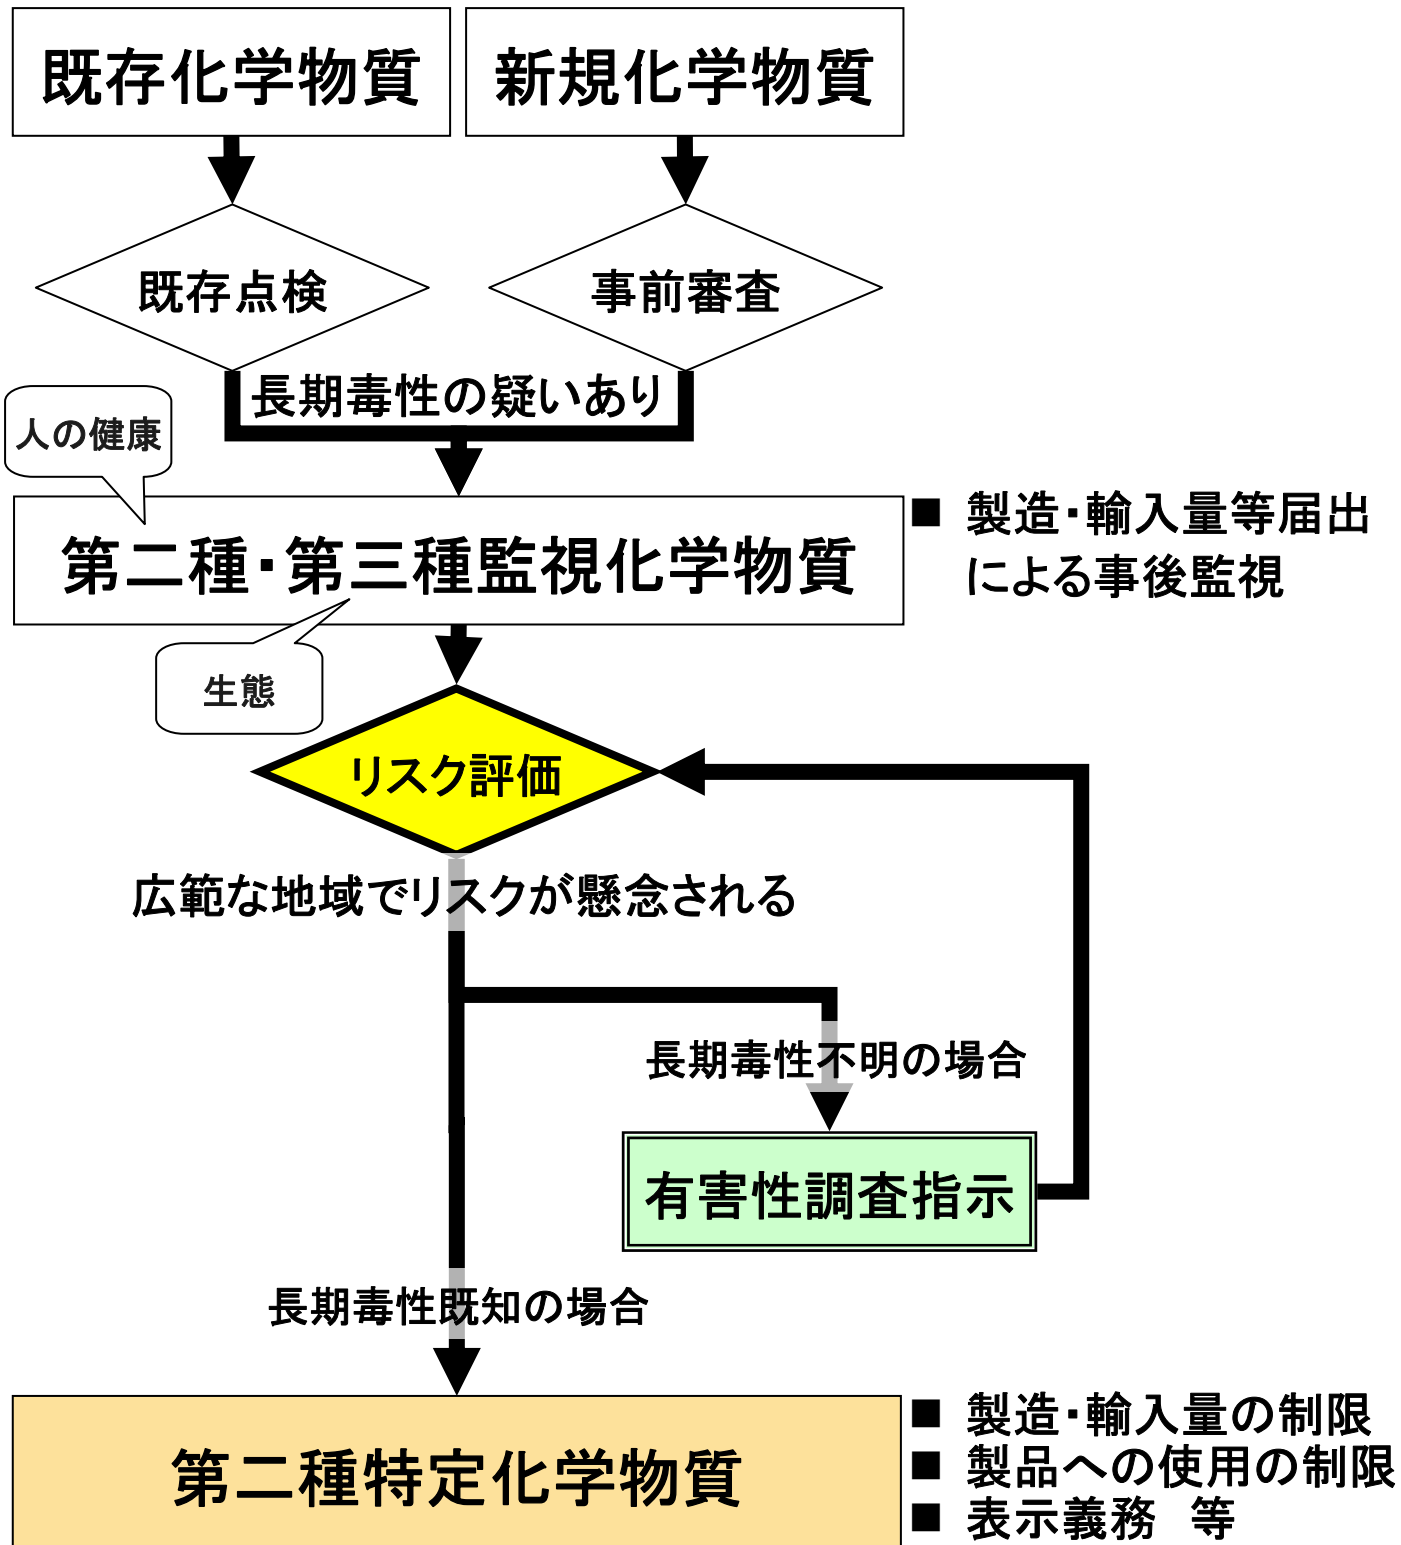 既存化学物質
新規化学物質
既存点検
事前審査
長期毒性の疑いあり
人の健康
第二種・第三種監視化学物質
■ 製造・輸入量等届出
による事後監視
生態
リスク評価
広範な地域でリスクが懸念される
長期毒性不明の場合
有害性調査指示
長期毒性既知の場合
第二種特定化学物質
■ 製造・輸入量の制限
■ 製品への使用の制限
■ 表示義務　等